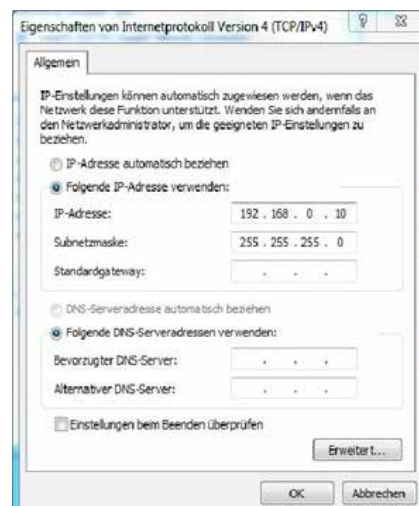 Eigenschaften von Internetprotokoll Version 4 (TCP/IPv4)
Allgemein
IP-Einstellungen können automatisch zugewiesen werden, wenn das
Netzwerk diese Funktion unterstützt. Wenden Sie sich andernfalls an
den Netzwerkadministrator, um die geeigneten IP-Einstellungen zu
beziehen.
IP-Adresse automatisch beziehen
Folgende IP-Adresse verwenden:
IP-Adresse: 192 . 168 . 0 . 10
Subnetzmaske: 255 . 255 . 255 . 0
Standardgateway: . . .
DNS-Serveradresse automatisch beziehen
Folgende DNS-Serveradressen verwenden:
Bevorzugter DNS-Server: . . .
Alternativer DNS-Server: . . .
Einstellungen beim Beenden überprüfen
Erweitert...
OK Abbrechen